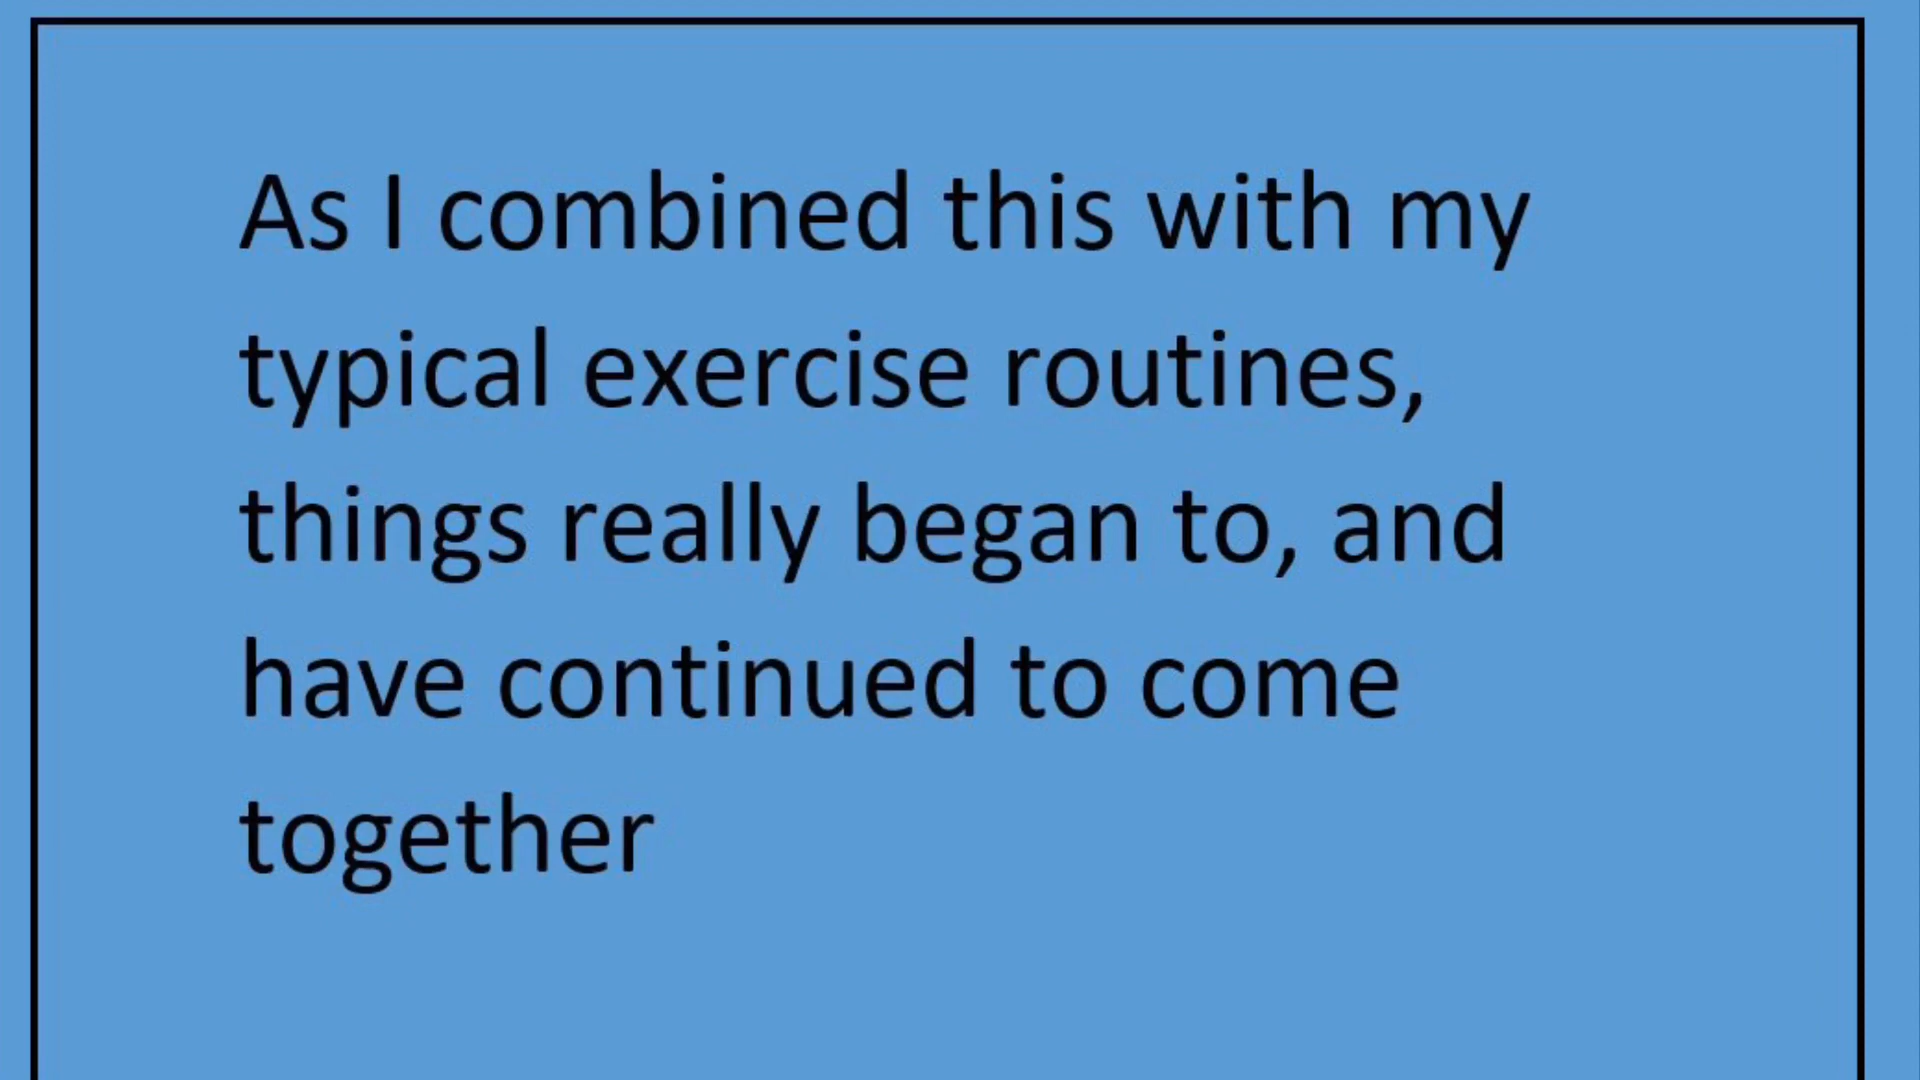 As I combined this with my
typical exercise routines,
things really began to, and
have continued to come
together